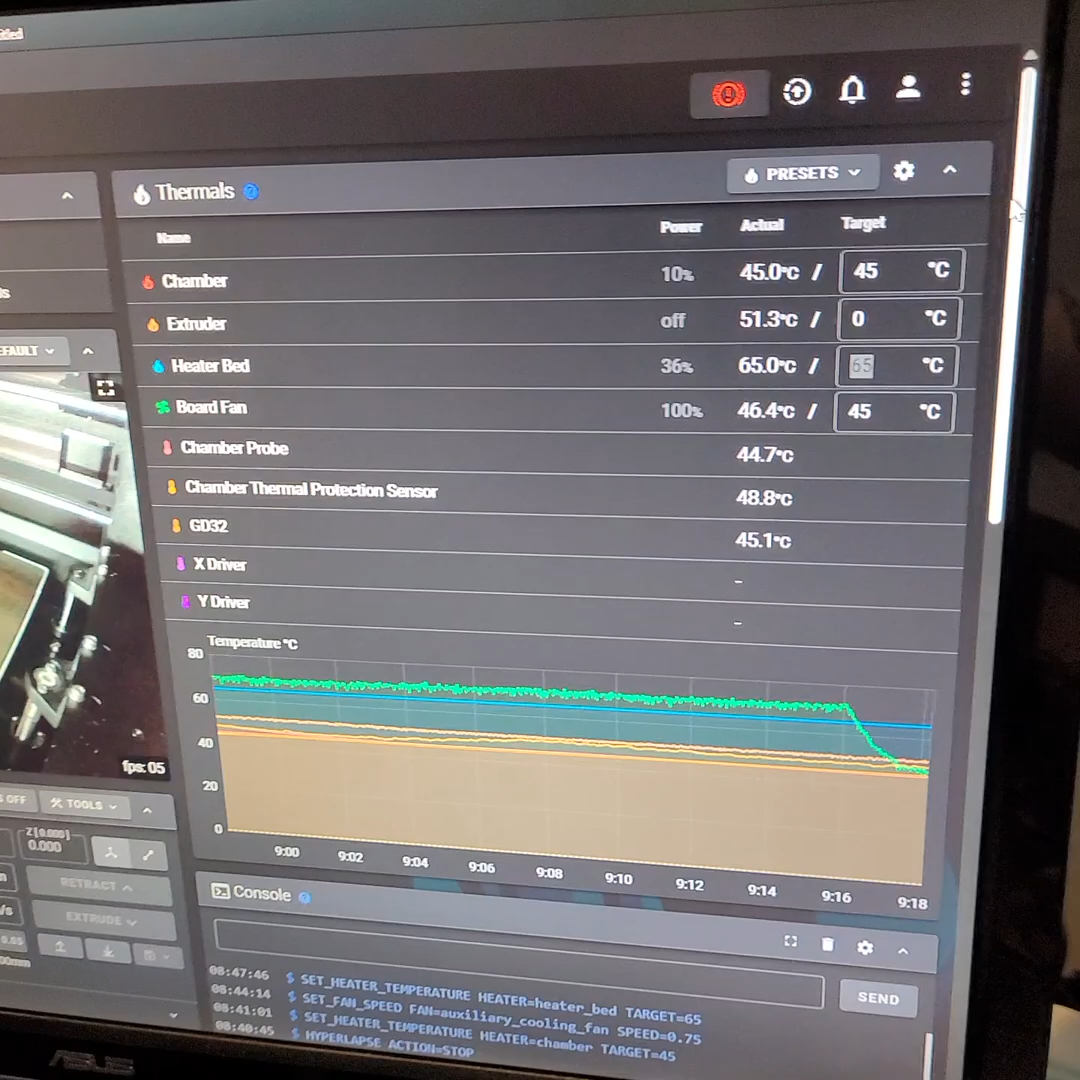 PRESETS
Thermals
Name Power Actual Target
Chamber 10% 45.0°C / 45 °C
Extruder off 51.3°C / 0 °C
Heater Bed 36% 65.0°C / 65 °C
Board Fan 100% 46.4°C / 45 °C
Chamber Probe 44.7°C
Chamber Thermal Protection Sensor 48.8°C
GD32 45.1°C
X Driver -
Y Driver -
Temperature °C
80
60
40
20
0
9:00 9:02 9:04 9:06 9:08 9:10 9:12 9:14 9:16 9:18
fps: 05
OFF TOOLS
Z [0.000]
0.000
RETRACT
EXTRUDE
Console
SEND
08:47:46 $ SET_HEATER_TEMPERATURE HEATER=heater_bed TARGET=65
08:44:14 $ SET_FAN_SPEED FAN=auxiliary_cooling_fan SPEED=0.75
08:41:01 $ SET_HEATER_TEMPERATURE HEATER=chamber TARGET=45
08:40:45 $ HYPERLAPSE ACTION=STOP
ASUS